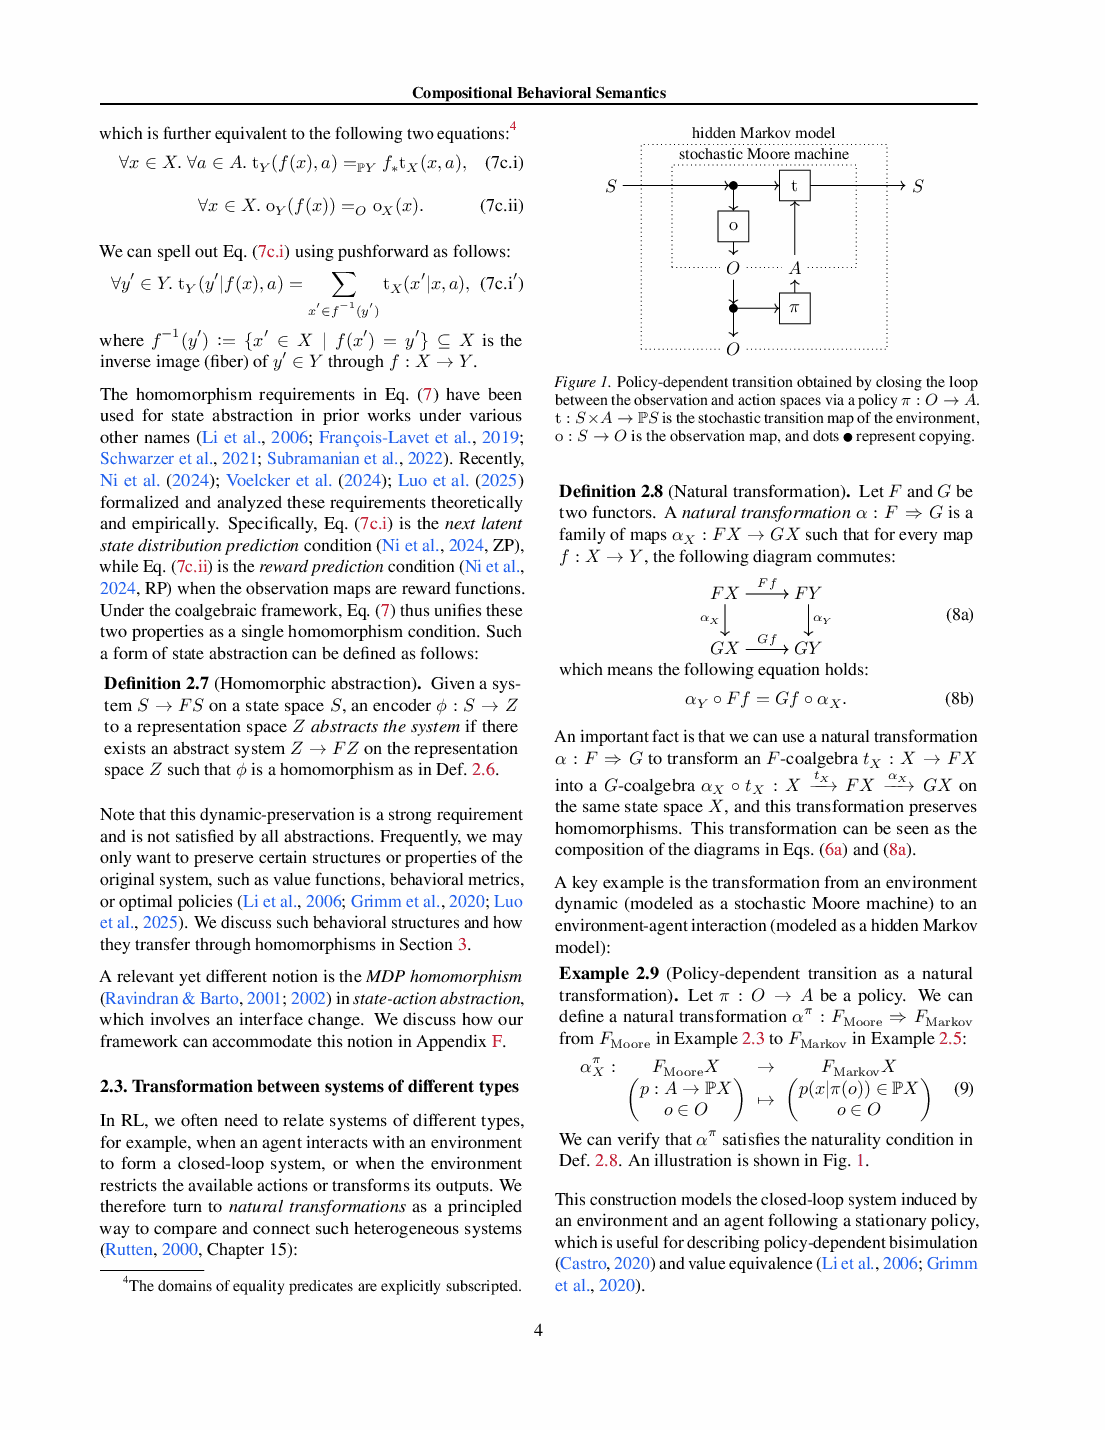 Compositional Behavioral Semantics
which is further equivalent to the following two equations:4
∀x ∈ X. ∀a ∈ A. t_Y(f(x), a) =_{ℙY} f_*t_X(x, a), (7c.i)
∀x ∈ X. o_Y(f(x)) =_O o_X(x). (7c.ii)
We can spell out Eq. (7c.i) using pushforward as follows:
∀y′ ∈ Y. t_Y(y′|f(x), a) = ∑_{x′∈f^{−1}(y′)} t_X(x′|x, a), (7c.i′)
where f^{−1}(y′) := {x′ ∈ X | f(x′) = y′} ⊆ X is the
inverse image (fiber) of y′ ∈ Y through f : X → Y.
The homomorphism requirements in Eq. (7) have been
used for state abstraction in prior works under various
other names (Li et al., 2006; François-Lavet et al., 2019;
Schwarzer et al., 2021; Subramanian et al., 2022). Recently,
Ni et al. (2024); Voelcker et al. (2024); Luo et al. (2025)
formalized and analyzed these requirements theoretically
and empirically. Specifically, Eq. (7c.i) is the next latent
state distribution prediction condition (Ni et al., 2024, ZP),
while Eq. (7c.ii) is the reward prediction condition (Ni et al.,
2024, RP) when the observation maps are reward functions.
Under the coalgebraic framework, Eq. (7) thus unifies these
two properties as a single homomorphism condition. Such
a form of state abstraction can be defined as follows:
Definition 2.7 (Homomorphic abstraction). Given a sys-
tem S → FS on a state space S, an encoder ϕ : S → Z
to a representation space Z abstracts the system if there
exists an abstract system Z → FZ on the representation
space Z such that ϕ is a homomorphism as in Def. 2.6.
Note that this dynamic-preservation is a strong requirement
and is not satisfied by all abstractions. Frequently, we may
only want to preserve certain structures or properties of the
original system, such as value functions, behavioral metrics,
or optimal policies (Li et al., 2006; Grimm et al., 2020; Luo
et al., 2025). We discuss such behavioral structures and how
they transfer through homomorphisms in Section 3.
A relevant yet different notion is the MDP homomorphism
(Ravindran & Barto, 2001; 2002) in state-action abstraction,
which involves an interface change. We discuss how our
framework can accommodate this notion in Appendix F.
2.3. Transformation between systems of different types
In RL, we often need to relate systems of different types,
for example, when an agent interacts with an environment
to form a closed-loop system, or when the environment
restricts the available actions or transforms its outputs. We
therefore turn to natural transformations as a principled
way to compare and connect such heterogeneous systems
(Rutten, 2000, Chapter 15):
4The domains of equality predicates are explicitly subscripted.
hidden Markov model
stochastic Moore machine
S t S
o
O A
π
O
Figure 1. Policy-dependent transition obtained by closing the loop
between the observation and action spaces via a policy π : O → A.
t : S×A → ℙS is the stochastic transition map of the environment,
o : S → O is the observation map, and dots ● represent copying.
Definition 2.8 (Natural transformation). Let F and G be
two functors. A natural transformation α : F ⇒ G is a
family of maps α_X : FX → GX such that for every map
f : X → Y, the following diagram commutes:
FX Ff FY
α_X α_Y (8a)
GX Gf GY
which means the following equation holds:
α_Y ∘ Ff = Gf ∘ α_X. (8b)
An important fact is that we can use a natural transformation
α : F ⇒ G to transform an F-coalgebra t_X : X → FX
into a G-coalgebra α_X ∘ t_X : X —t_X→ FX —α_X→ GX on
the same state space X, and this transformation preserves
homomorphisms. This transformation can be seen as the
composition of the diagrams in Eqs. (6a) and (8a).
A key example is the transformation from an environment
dynamic (modeled as a stochastic Moore machine) to an
environment-agent interaction (modeled as a hidden Markov
model):
Example 2.9 (Policy-dependent transition as a natural
transformation). Let π : O → A be a policy. We can
define a natural transformation α^π : F_Moore ⇒ F_Markov
from F_Moore in Example 2.3 to F_Markov in Example 2.5:
α^π_X : F_Moore X → F_Markov X
(p : A → ℙX ↦ (p(x|π(o)) ∈ ℙX (9)
o ∈ O) o ∈ O)
We can verify that α^π satisfies the naturality condition in
Def. 2.8. An illustration is shown in Fig. 1.
This construction models the closed-loop system induced by
an environment and an agent following a stationary policy,
which is useful for describing policy-dependent bisimulation
(Castro, 2020) and value equivalence (Li et al., 2006; Grimm
et al., 2020).
4